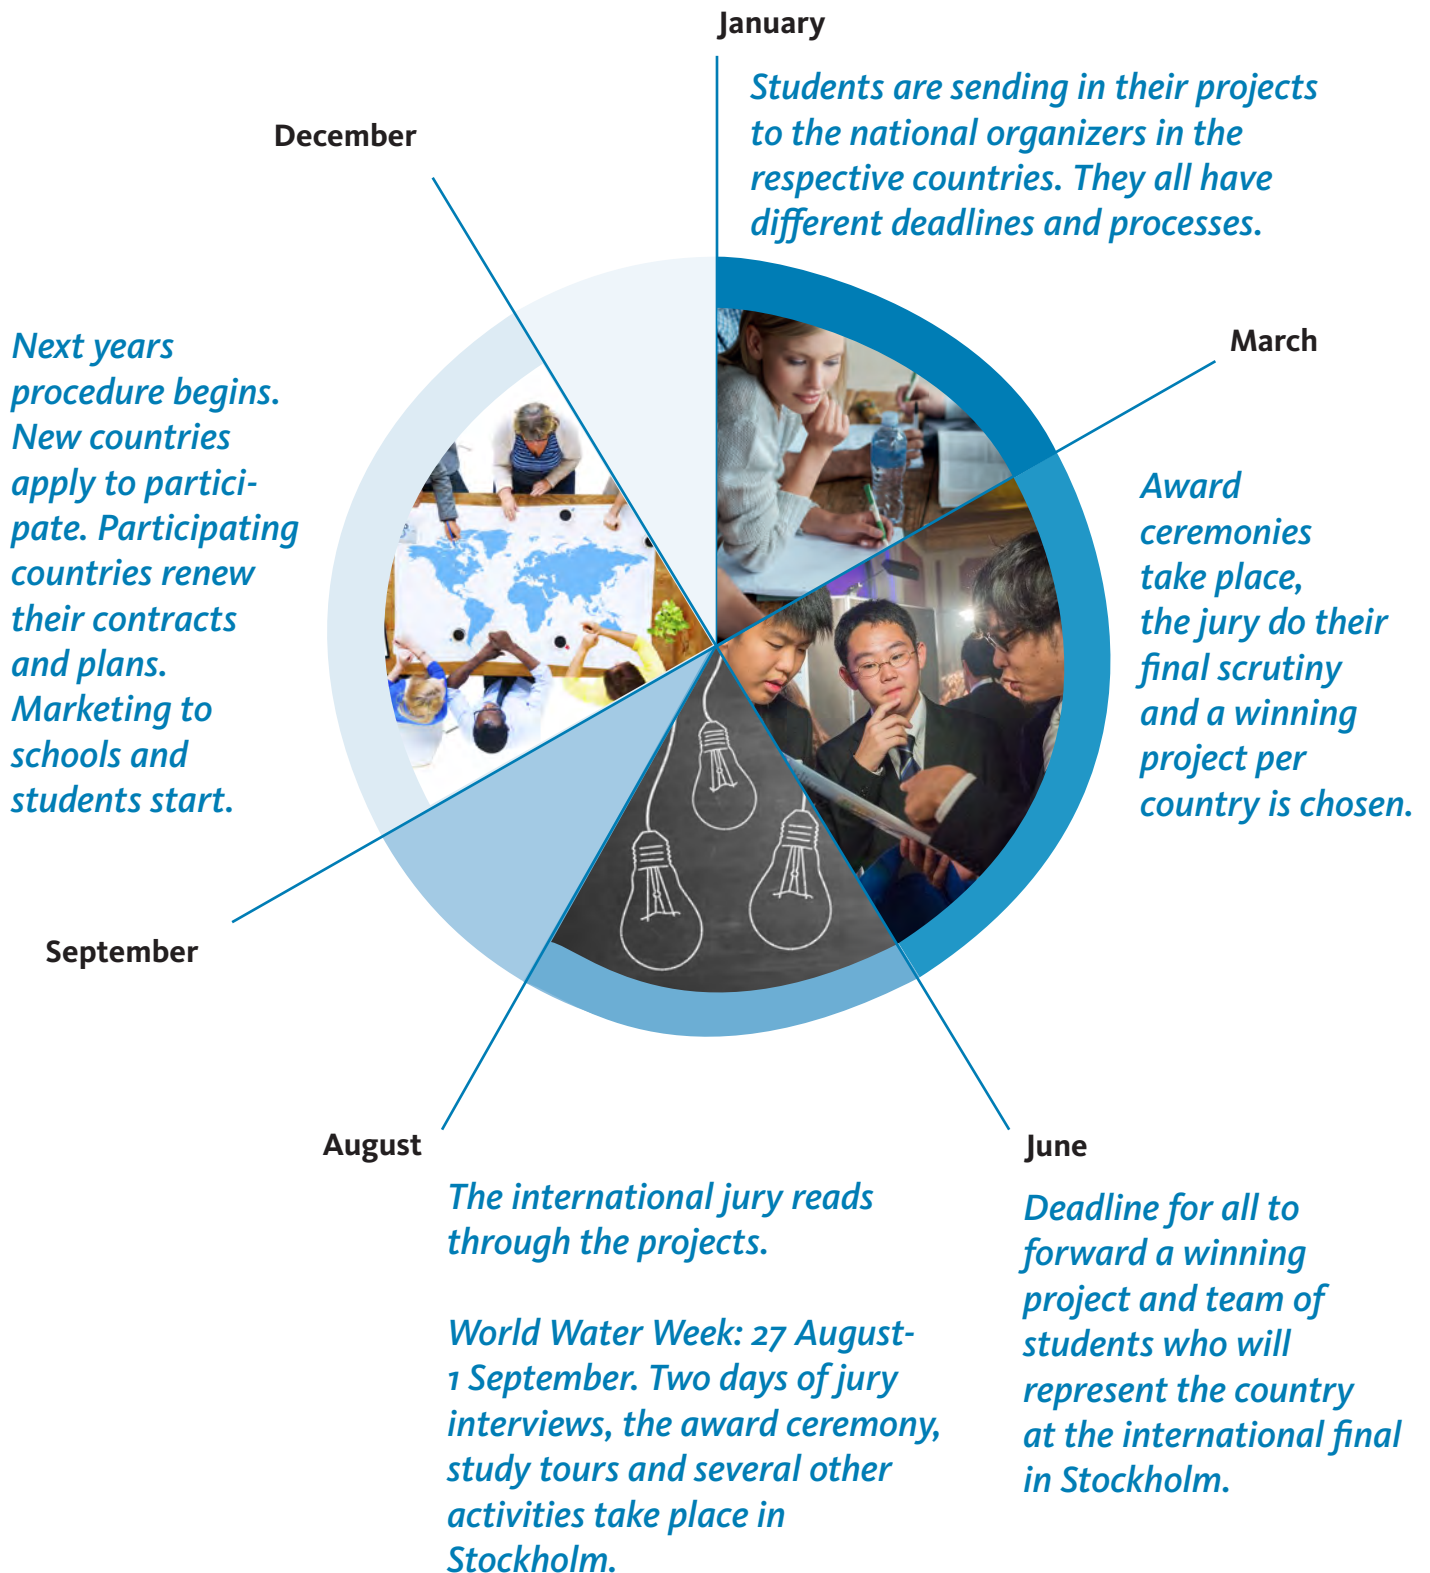 January
Students are sending in their projects
to the national organizers in the
respective countries. They all have
different deadlines and processes.
March
Award
ceremonies
take place,
the jury do their
final scrutiny
and a winning
project per
country is chosen.
June
Deadline for all to
forward a winning
project and team of
students who will
represent the country
at the international final
in Stockholm.
August
The international jury reads
through the projects.
World Water Week: 27 August-
1 September. Two days of jury
interviews, the award ceremony,
study tours and several other
activities take place in
Stockholm.
September
Next years
procedure begins.
New countries
apply to partici-
pate. Participating
countries renew
their contracts
and plans.
Marketing to
schools and
students start.
December